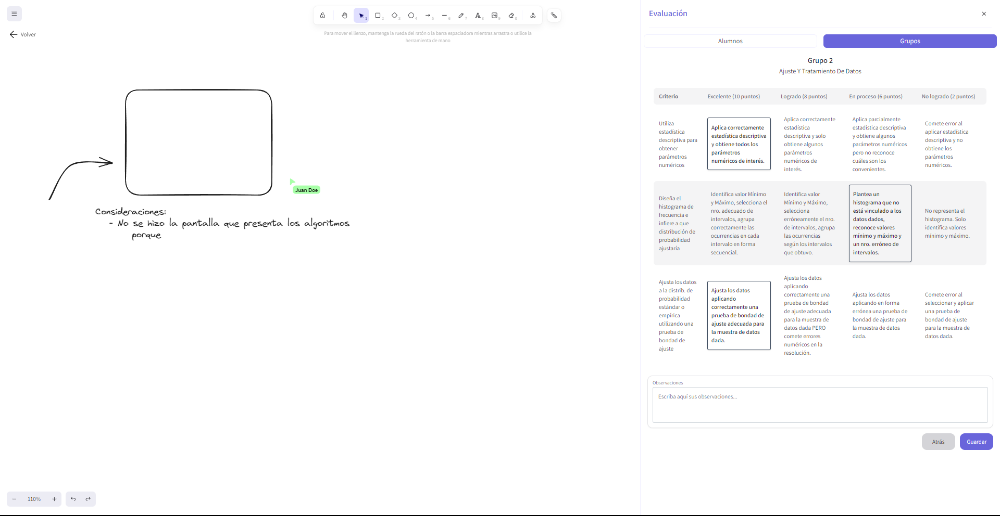 Volver
1
2
3
4
5
6
7
8
9
0
Para mover el lienzo, mantenga la rueda del ratón o la barra espaciadora mientras arrastra o utilice la
herramienta de mano
Juan Doe
Consideraciones:
- No se hizo la pantalla que presenta los algoritmos
porque
110%
Evaluación
Alumnos
Grupos
Grupo 2
Ajuste Y Tratamiento De Datos
Criterio
Excelente (10 puntos)
Logrado (8 puntos)
En proceso (6 puntos)
No logrado (2 puntos)
Utiliza
estadística
descriptiva para
obtener
parámetros
numéricos
Aplica correctamente
estadística descriptiva
y obtiene todos los
parámetros
numéricos de interés.
Aplica correctamente
estadística
descriptiva y solo
obtiene algunos
parámetros
numéricos de
interés.
Aplica parcialmente
estadística descriptiva
y obtiene algunos
parámetros numéricos
pero no reconoce
cuáles son los
convenientes.
Comete error al
aplicar estadística
descriptiva y no
obtiene los
parámetros
numéricos.
Diseña el
histograma de
frecuencia e
infiere a que
distribución de
probabilidad
ajustaría
Identifica valor Mínimo
y Máximo, selecciona el
nro. adecuado de
intervalos, agrupa
correctamente las
ocurrencias en cada
intervalo en forma
secuencial.
Identifica valor
Mínimo y Máximo,
selecciona
erróneamente el nro.
de intervalos, agrupa
las ocurrencias
según los intervalos
que obtuvo.
Plantea un
histograma que no
está vinculado a los
datos dados,
reconoce valores
mínimo y máximo y
un nro. erróneo de
intervalos.
No representa el
histograma. Solo
identifica valores
mínimo y máximo.
Ajusta los datos
a la distrib. de
probabilidad
estándar o
empírica
utilizando una
prueba de
bondad de
ajuste
Ajusta los datos
aplicando
correctamente una
prueba de bondad de
ajuste adecuada para
la muestra de datos
dada.
Ajusta los datos
aplicando
correctamente una
prueba de bondad
de ajuste adecuada
para la muestra de
datos dada PERO
comete errores
numéricos en la
resolución.
Ajusta los datos
aplicando en forma
errónea una prueba de
bondad de ajuste para
la muestra de datos
dada.
Comete error al
seleccionar y aplicar
una prueba de
bondad de ajuste
para la muestra de
datos dada.
Observaciones
Escriba aquí sus observaciones...
Atrás
Guardar